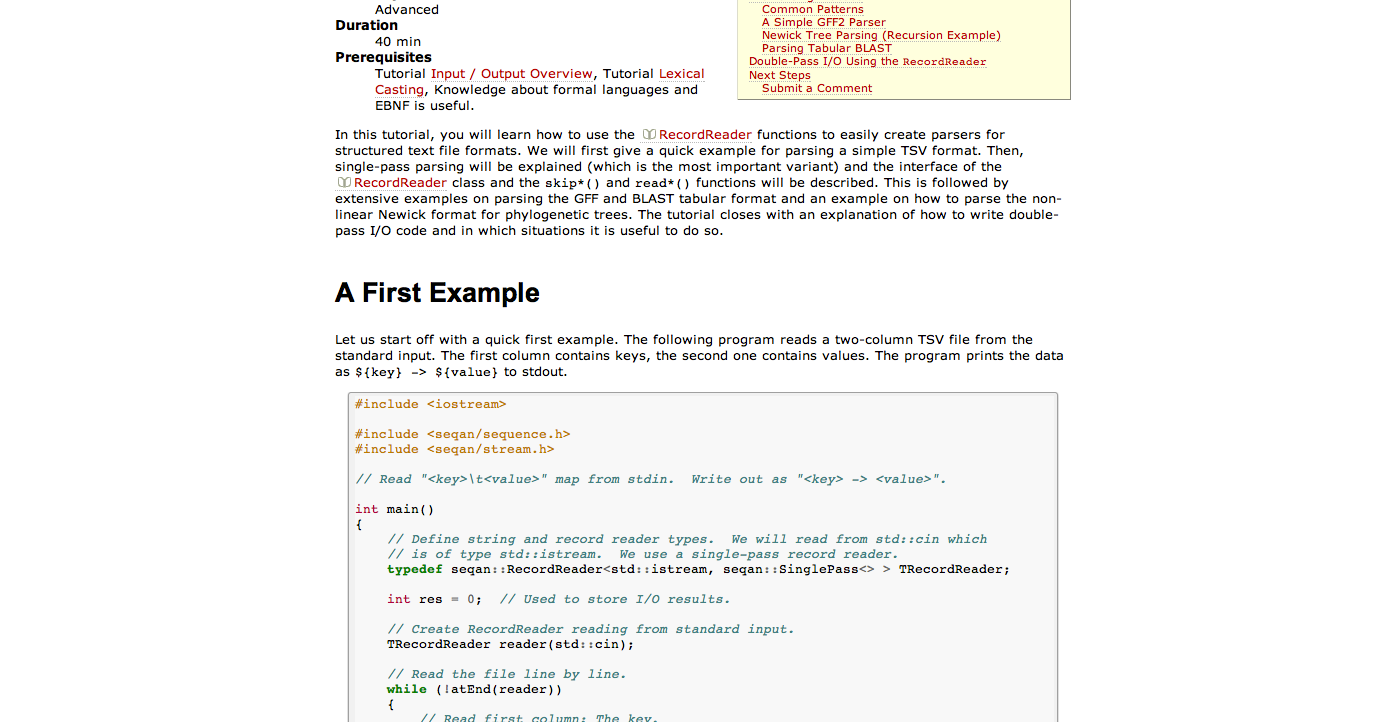 Advanced
Duration
40 min
Prerequisites
Tutorial Input / Output Overview, Tutorial Lexical
Casting, Knowledge about formal languages and
EBNF is useful.
Common Patterns
A Simple GFF2 Parser
Newick Tree Parsing (Recursion Example)
Parsing Tabular BLAST
Double-Pass I/O Using the RecordReader
Next Steps
Submit a Comment
In this tutorial, you will learn how to use the RecordReader functions to easily create parsers for
structured text file formats. We will first give a quick example for parsing a simple TSV format. Then,
single-pass parsing will be explained (which is the most important variant) and the interface of the
RecordReader class and the skip*() and read*() functions will be described. This is followed by
extensive examples on parsing the GFF and BLAST tabular format and an example on how to parse the non-
linear Newick format for phylogenetic trees. The tutorial closes with an explanation of how to write double-
pass I/O code and in which situations it is useful to do so.
A First Example
Let us start off with a quick first example. The following program reads a two-column TSV file from the
standard input. The first column contains keys, the second one contains values. The program prints the data
as ${key} -> ${value} to stdout.
#include <iostream>
#include <seqan/sequence.h>
#include <seqan/stream.h>
// Read "<key>\t<value>" map from stdin.  Write out as "<key> -> <value>".
int main()
{
    // Define string and record reader types.  We will read from std::cin which
    // is of type std::istream.  We use a single-pass record reader.
    typedef seqan::RecordReader<std::istream, seqan::SinglePass<> > TRecordReader;
    int res = 0;  // Used to store I/O results.
    // Create RecordReader reading from standard input.
    TRecordReader reader(std::cin);
    // Read the file line by line.
    while (!atEnd(reader))
    {
        // Read first column: The key.